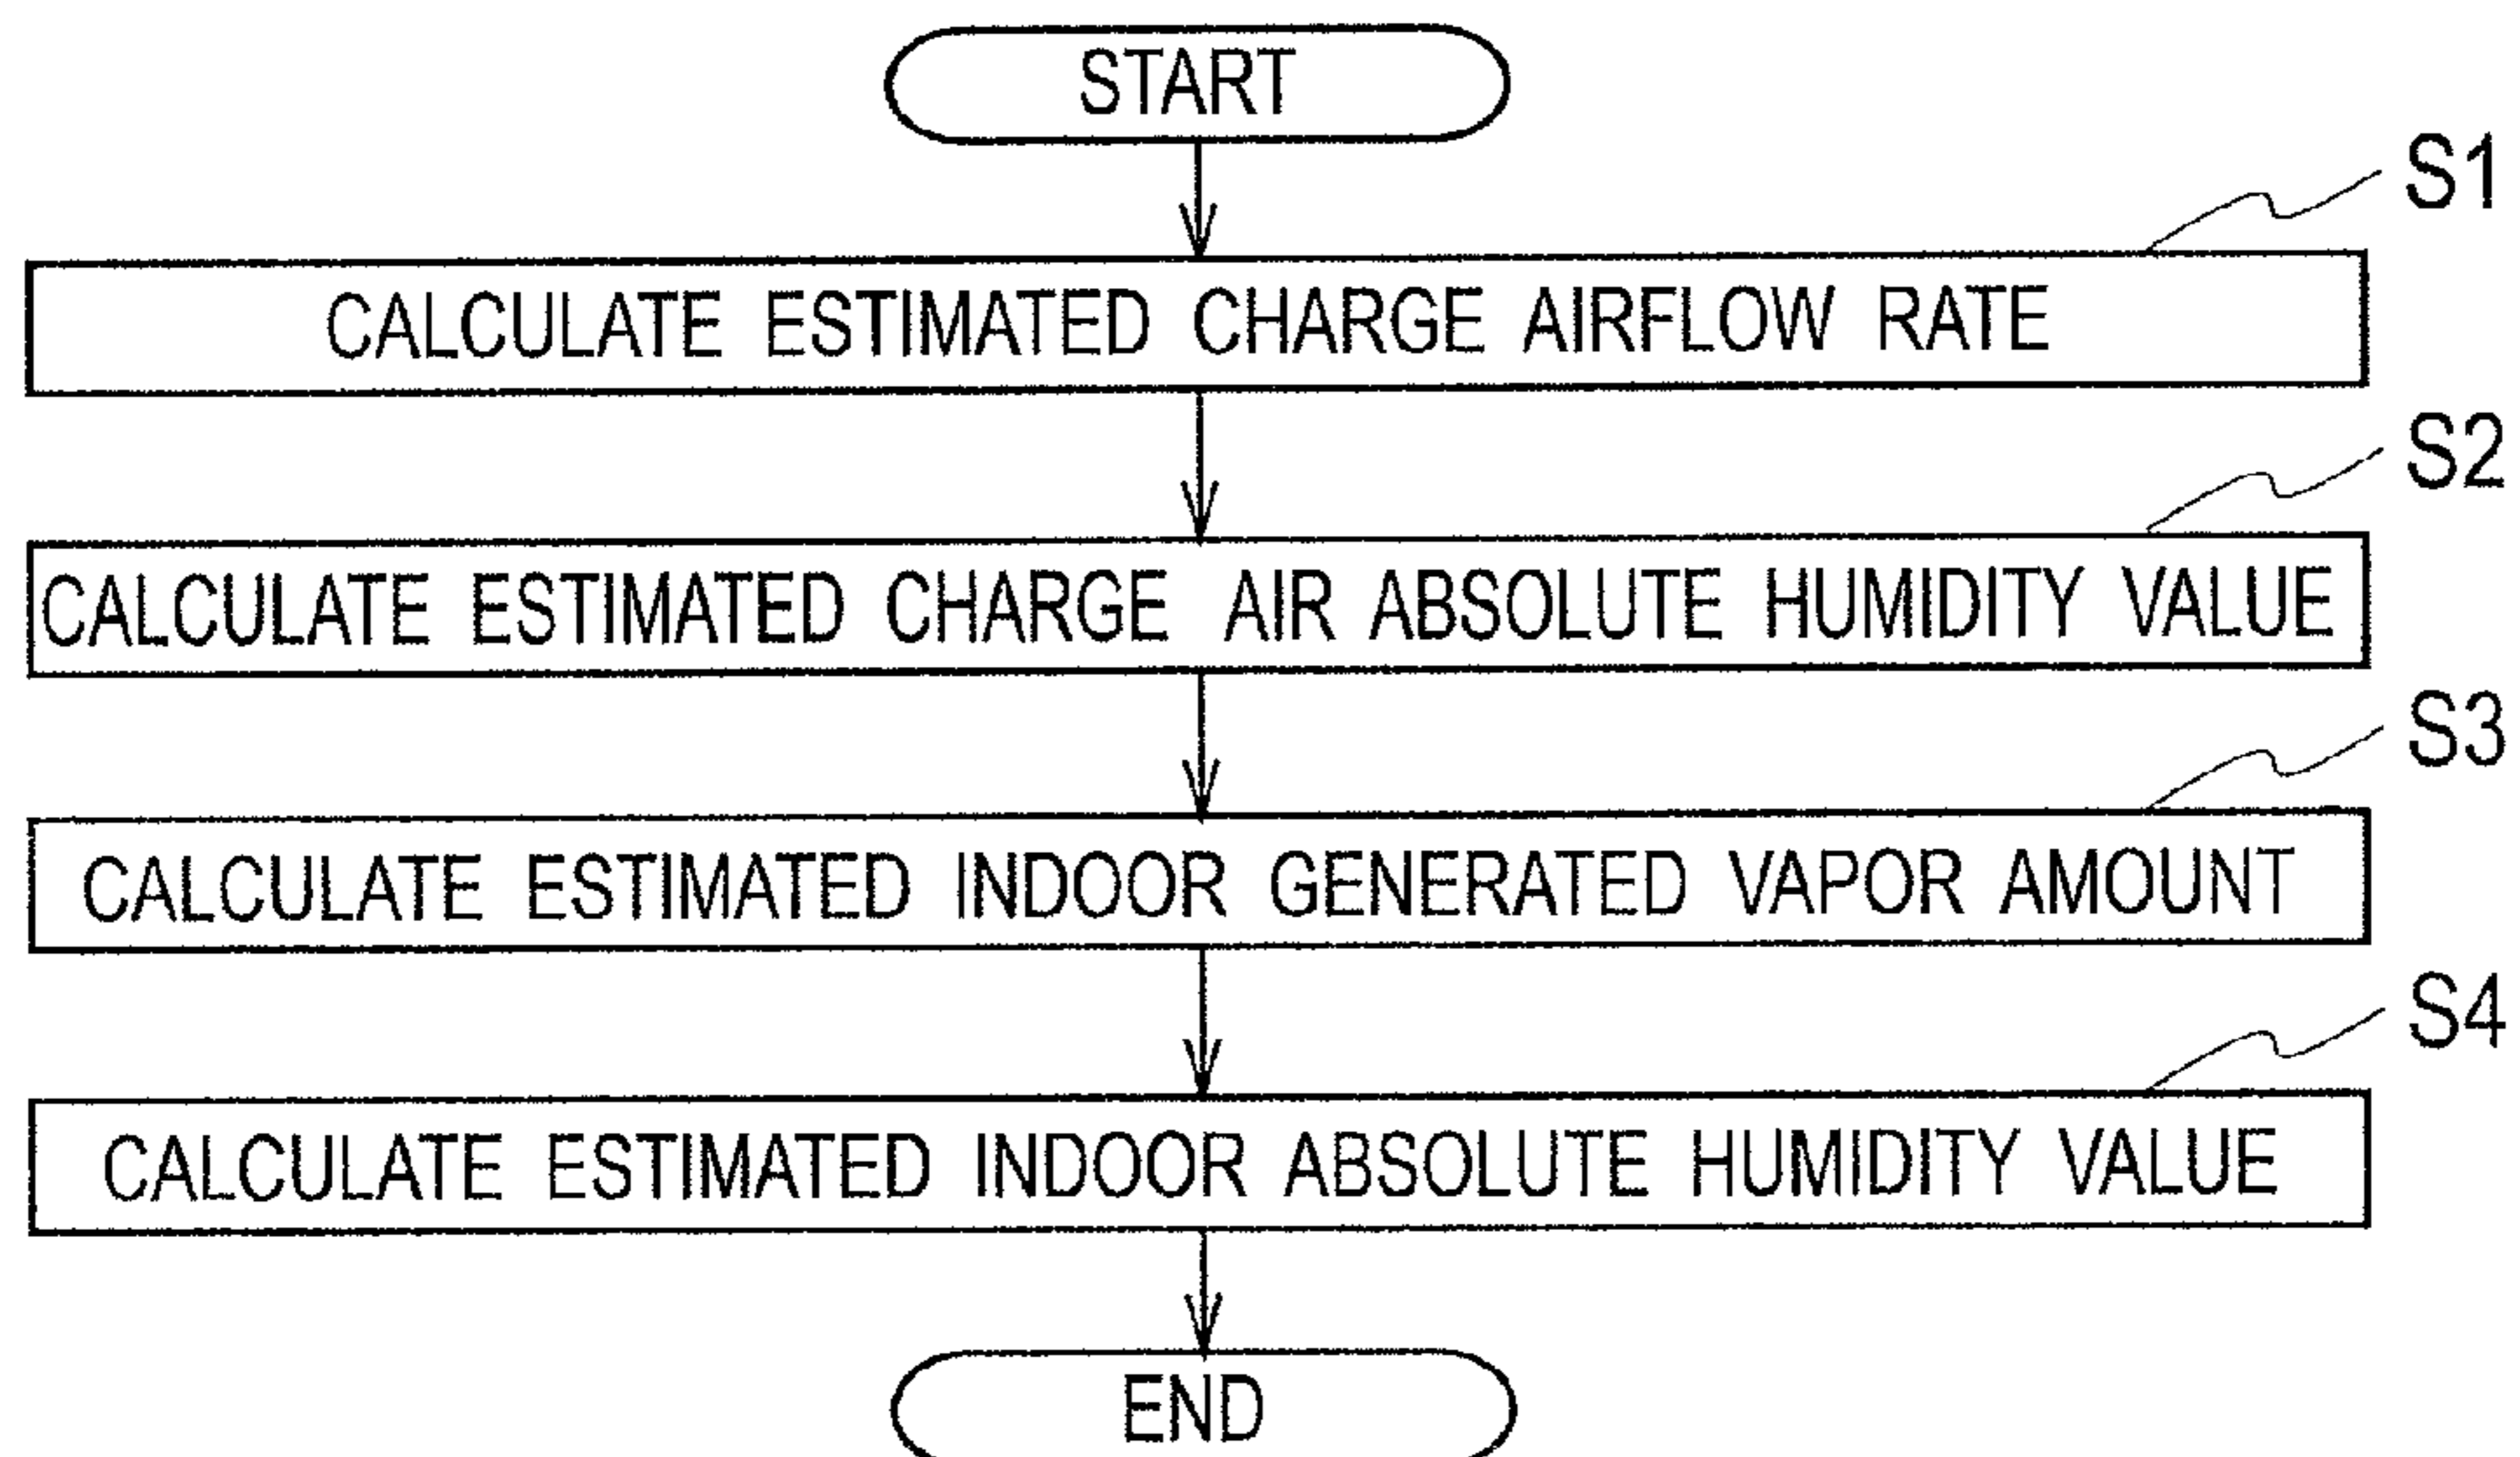 START
S1
CALCULATE ESTIMATED CHARGE AIRFLOW RATE
S2
CALCULATE ESTIMATED CHARGE AIR ABSOLUTE HUMIDITY VALUE
S3
CALCULATE ESTIMATED INDOOR GENERATED VAPOR AMOUNT
S4
CALCULATE ESTIMATED INDOOR ABSOLUTE HUMIDITY VALUE
END